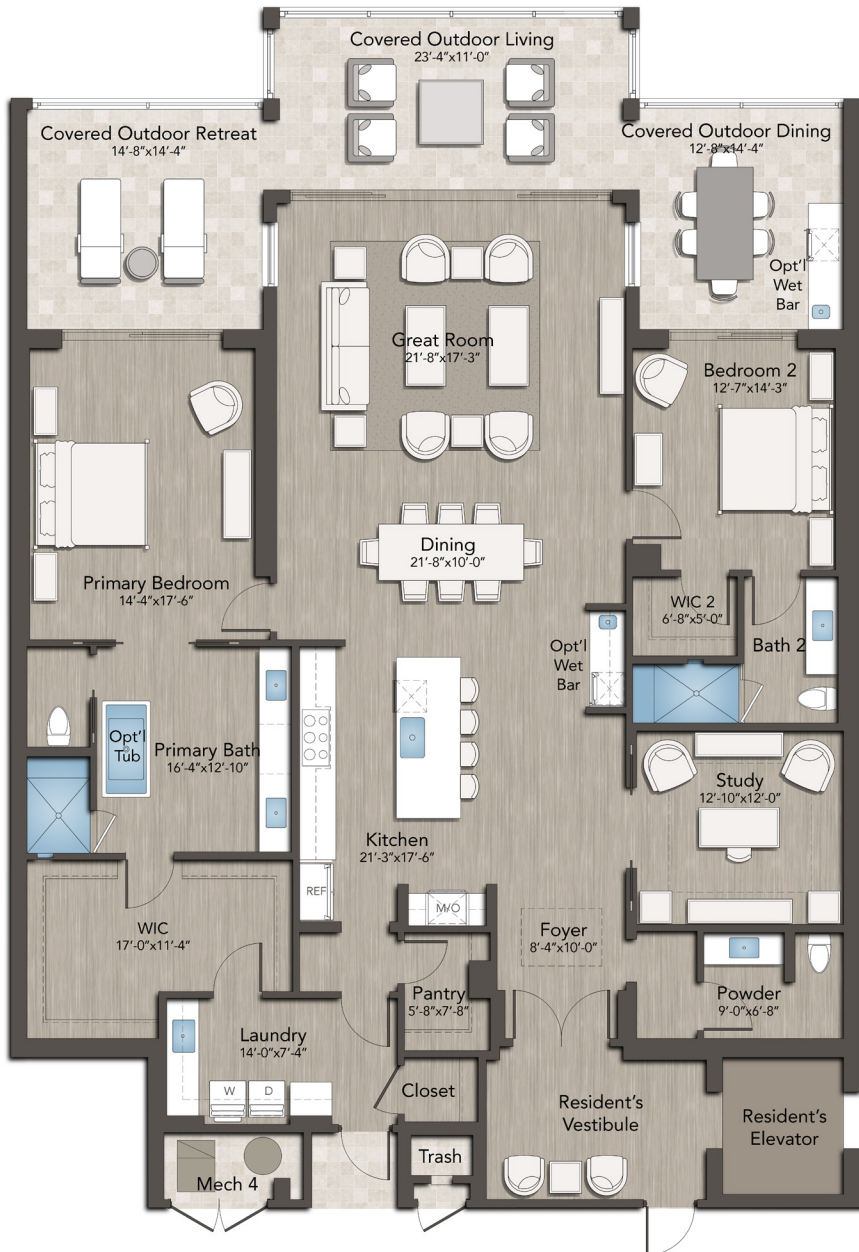 Covered Outdoor Living
23'-4"x11'-0"
Covered Outdoor Retreat
14'-8"x14'-4"
Covered Outdoor Dining
12'-8"x14'-4"
Opt'l
Wet
Bar
Great Room
21'-8"x17'-3"
Bedroom 2
12'-7"x14'-3"
Dining
21'-8"x10'-0"
Primary Bedroom
14'-4"x17'-6"
WIC 2
6'-8"x5'-0"
Bath 2
Opt'l
Wet
Bar
Opt'l
Tub
Primary Bath
16'-4"x12'-10"
Study
12'-10"x12'-0"
Kitchen
21'-3"x17'-6"
REF
M/O
WIC
17'-0"x11'-4"
Foyer
8'-4"x10'-0"
Pantry
5'-8"x7'-8"
Powder
9'-0"x6'-8"
Laundry
14'-0"x7'-4"
W
D
Closet
Resident's
Vestibule
Resident's
Elevator
Trash
Mech 4